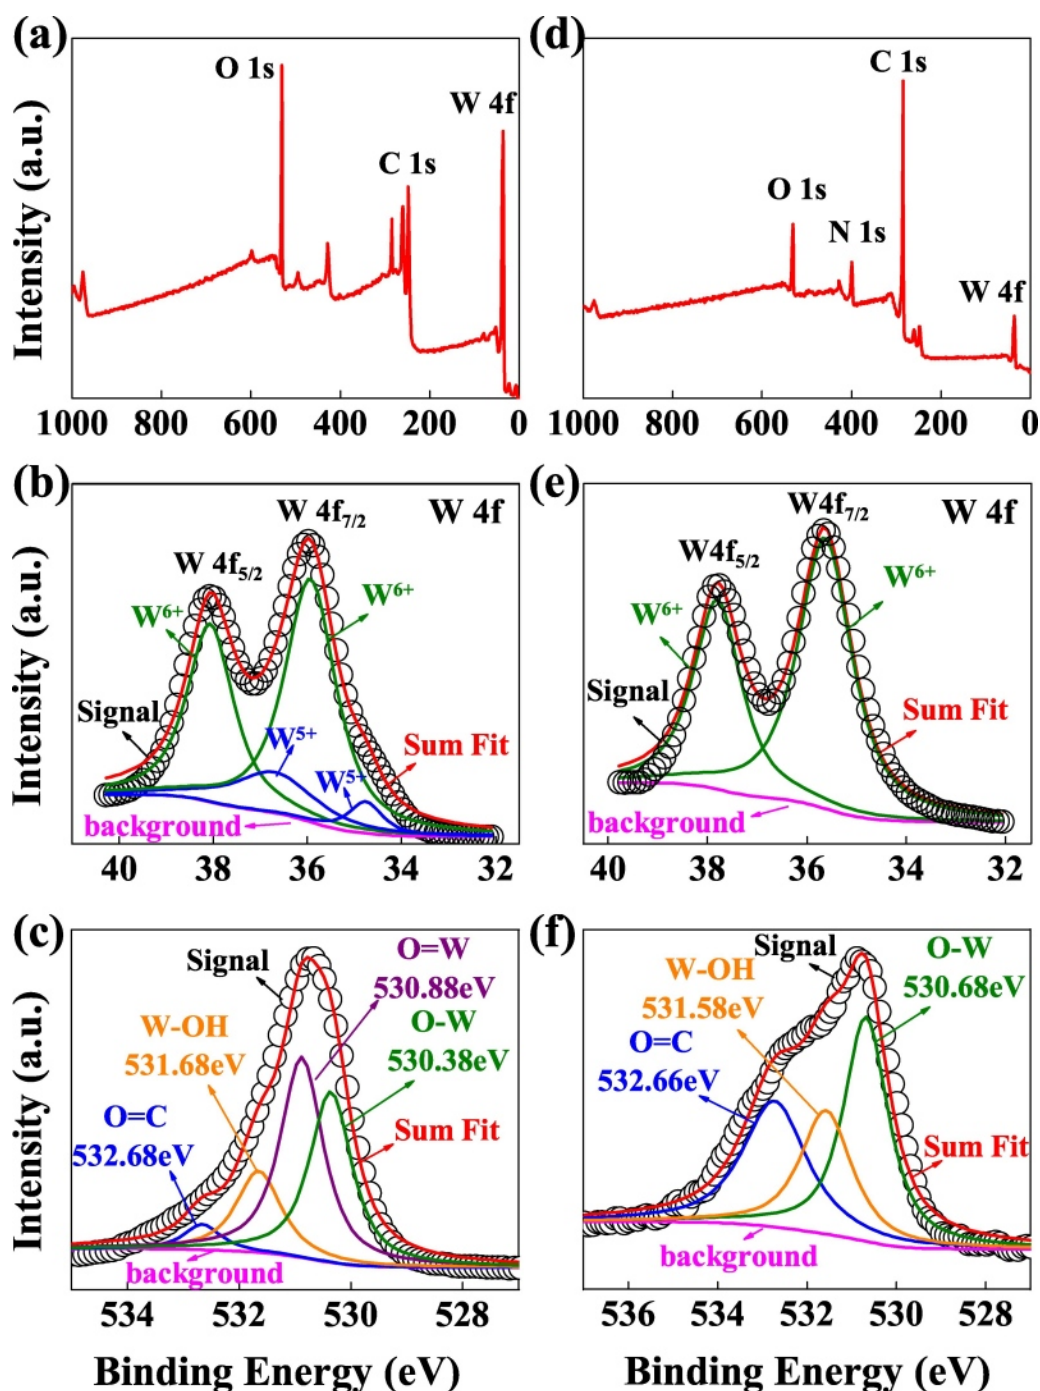 (a)
O 1s
W 4f
C 1s
Intensity (a.u.)
1000 800 600 400 200 0
(d)
C 1s
O 1s
N 1s
W 4f
1000 800 600 400 200 0
(b)
W 4f7/2
W 4f
W 4f5/2
W6+
W6+
Signal
W5+
Sum Fit
W5+
background
Intensity (a.u.)
40 38 36 34 32
(e)
W4f7/2
W 4f
W4f5/2
W6+
W6+
Signal
Sum Fit
background
40 38 36 34 32
(c)
O=W
Signal
530.88eV
W-OH
O-W
531.68eV
530.38eV
O=C
532.68eV
Sum Fit
background
Intensity (a.u.)
534 532 530 528
Binding Energy (eV)
(f)
Signal
O-W
W-OH
530.68eV
531.58eV
O=C
532.66eV
Sum Fit
background
536 534 532 530 528
Binding Energy (eV)